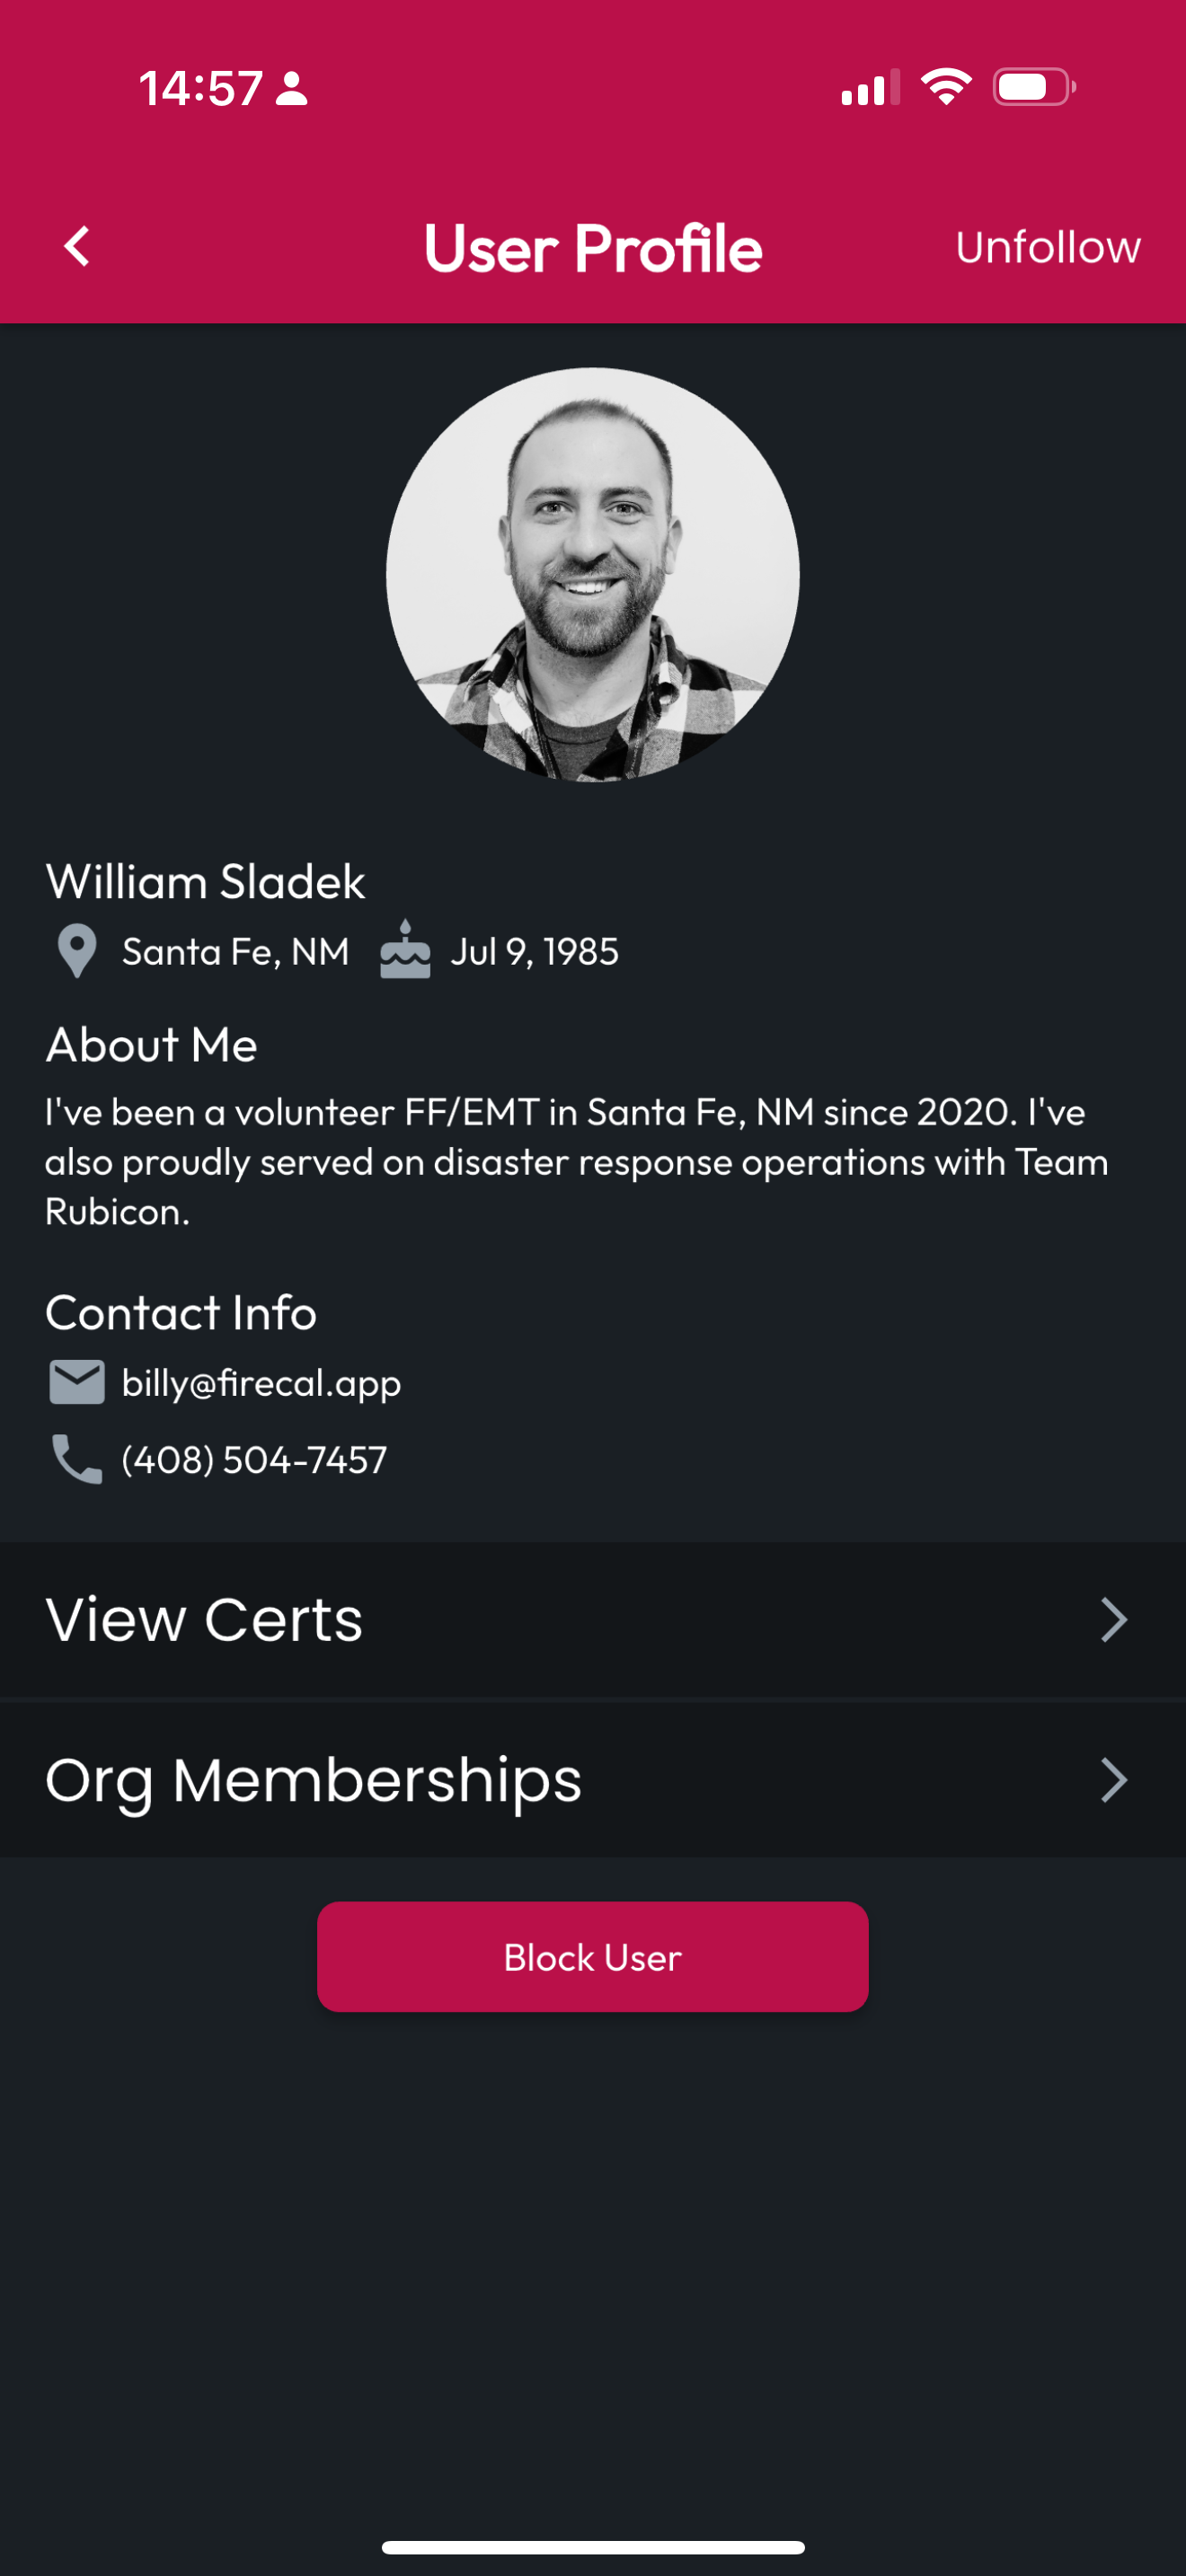 14:57
User Profile
Unfollow
William Sladek
Santa Fe, NM
Jul 9, 1985
About Me
I've been a volunteer FF/EMT in Santa Fe, NM since 2020. I've
also proudly served on disaster response operations with Team
Rubicon.
Contact Info
billy@firecal.app
(408) 504-7457
View Certs
Org Memberships
Block User